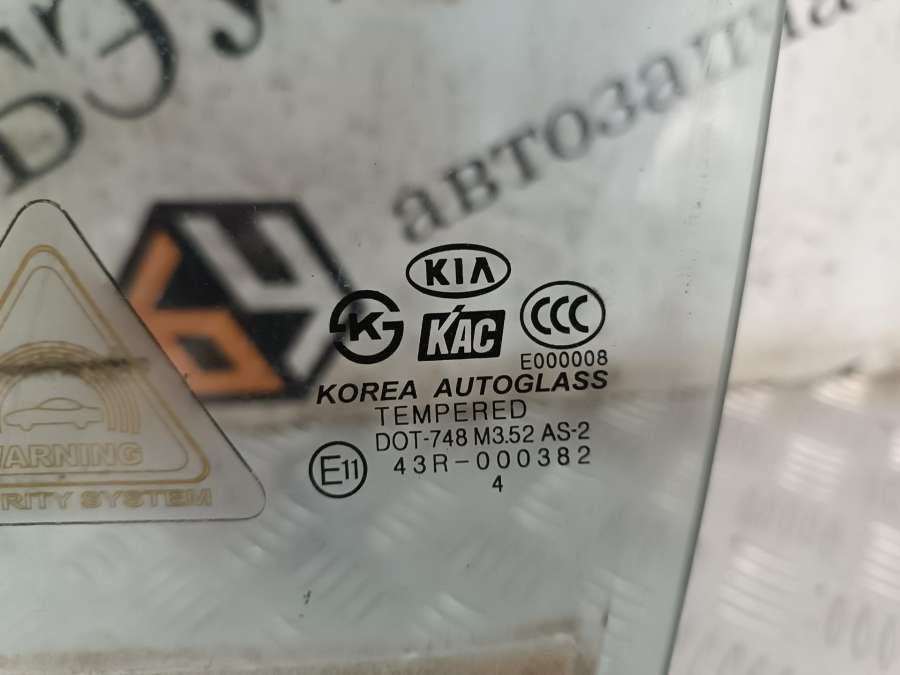 автозапча
KIA
K
KAC
CCC
E000008
KOREA AUTOGLASS
TEMPERED
DOT-748 M3.52 AS-2
E11
43R-000382
4
WARNING
RITY SYSTEM